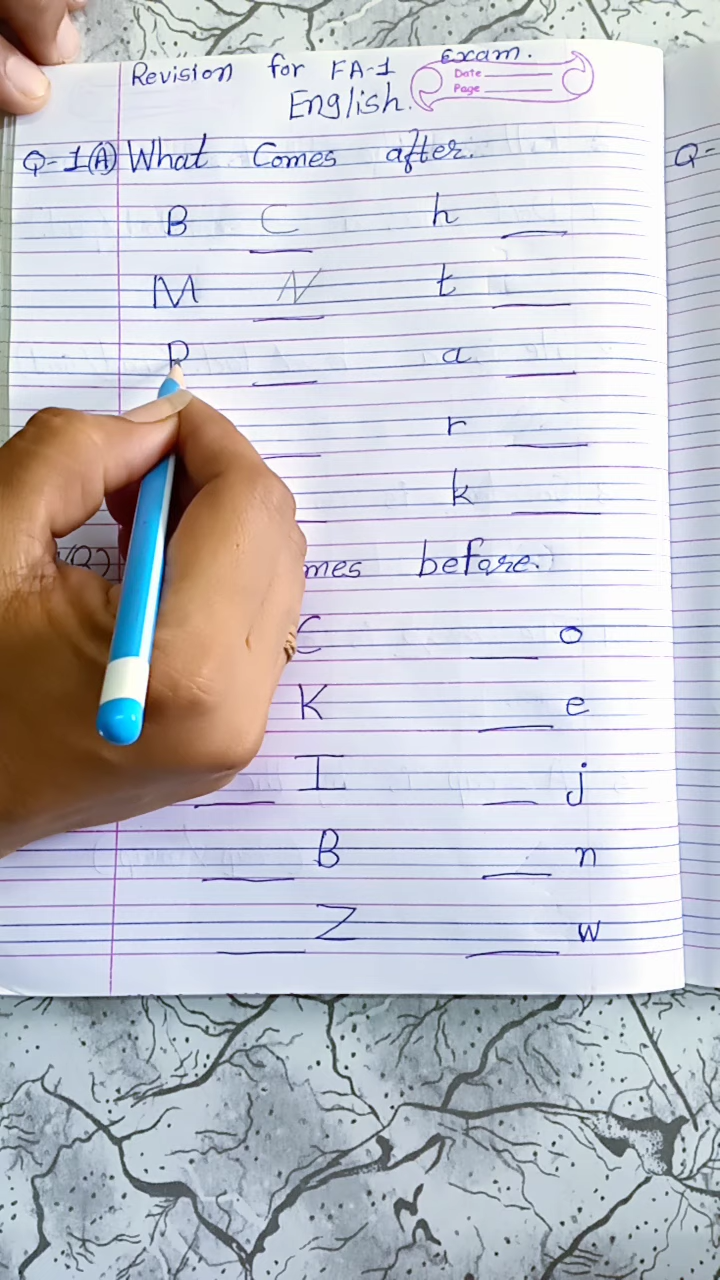 Revision for FA-1 Exam.
Date
Page
English.
Q-1(A) What Comes after. Q-
B C h
M N t
P a
r
k
mes before.
C o
K e
I j
B n
Z w